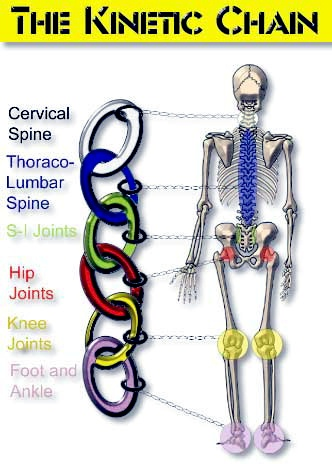 THE KINETIC CHAIN
Cervical
Spine
Thoraco-
Lumbar
Spine
S-I Joints
Hip
Joints
Knee
Joints
Foot and
Ankle